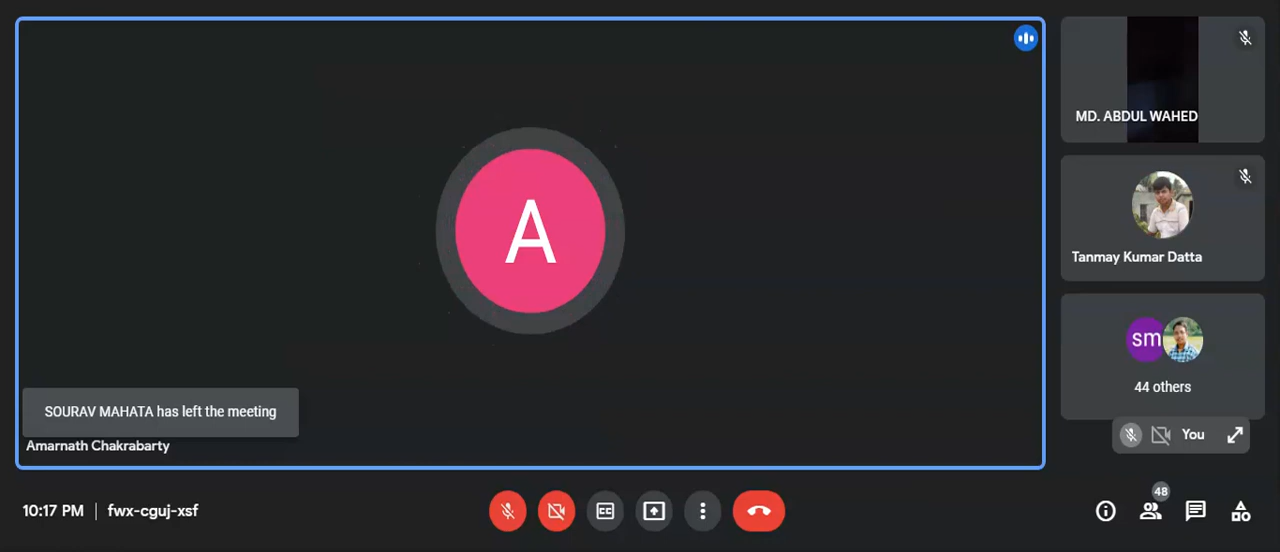 MD. ABDUL WAHED
A
Tanmay Kumar Datta
sm
44 others
SOURAV MAHATA has left the meeting
Amarnath Chakrabarty
You
10:17 PM | fwx-cguj-xsf
CC
48